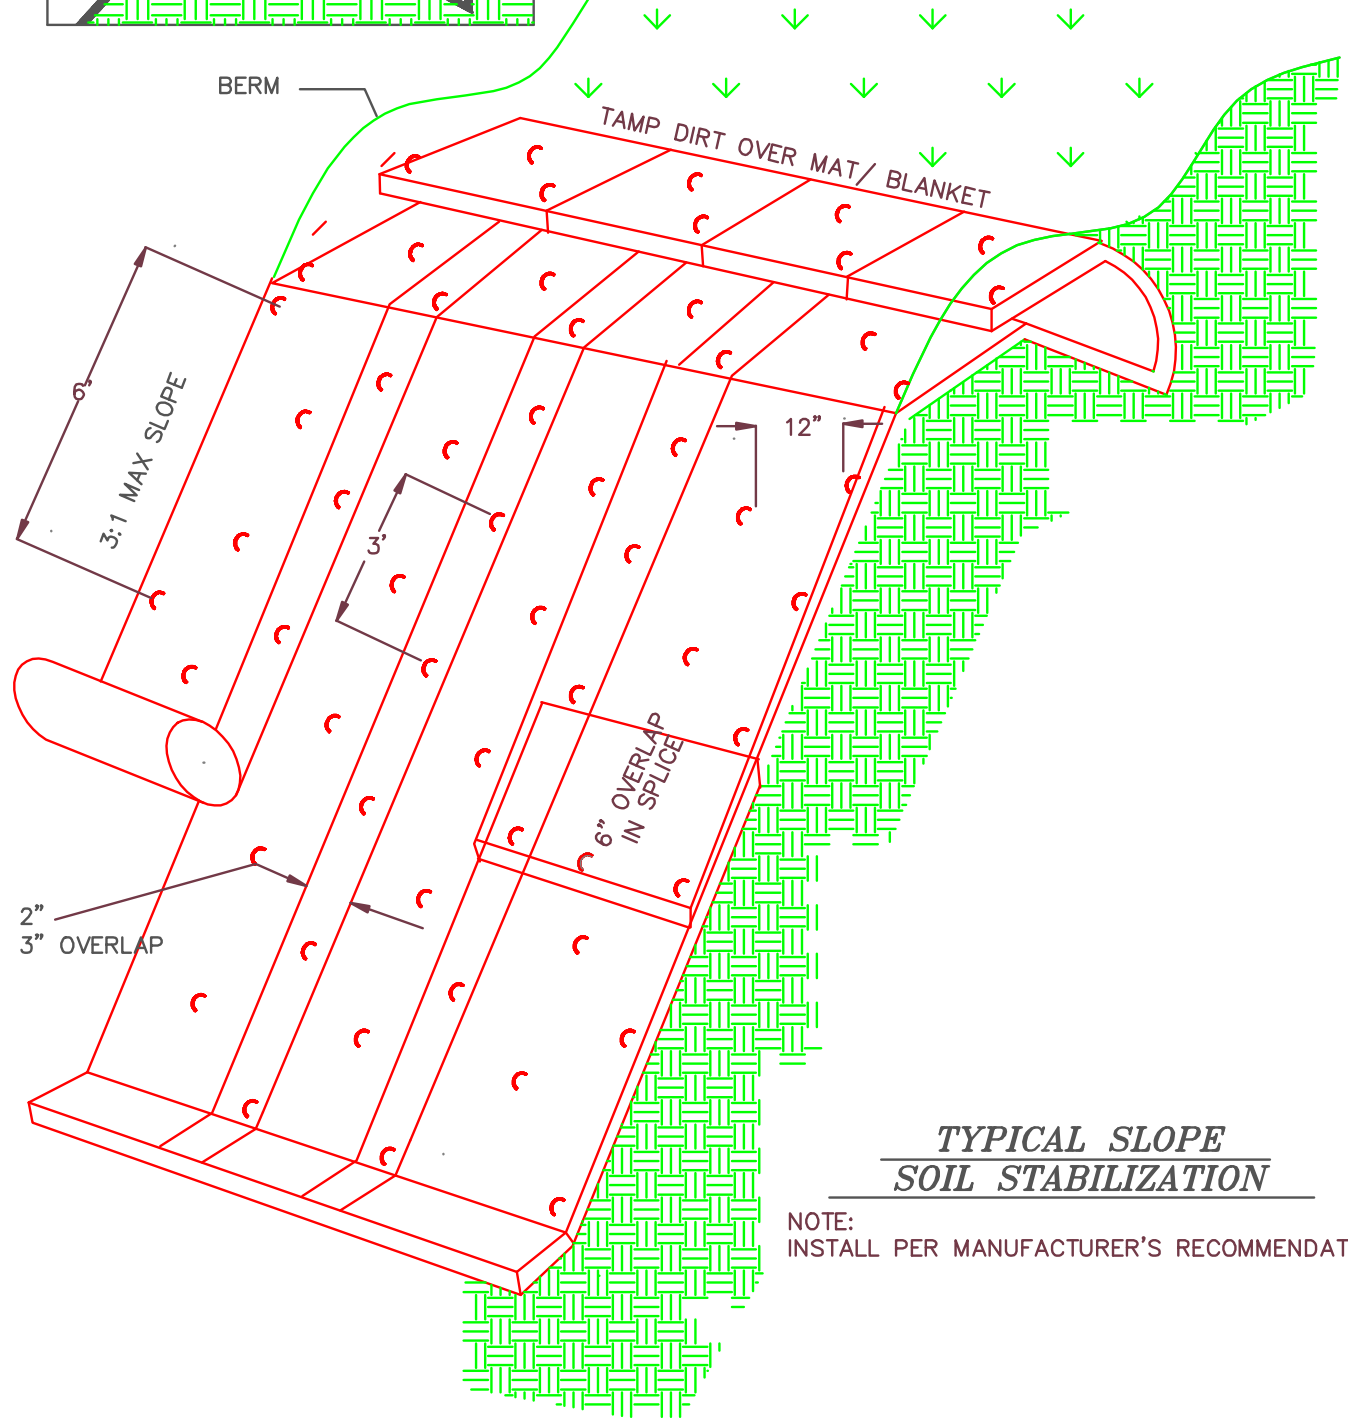 BERM
TAMP DIRT OVER MAT/ BLANKET
6'
3:1 MAX SLOPE
12"
3'
6" OVERLAP
IN SPLICE
2"
3" OVERLAP
TYPICAL SLOPE
SOIL STABILIZATION
NOTE:
INSTALL PER MANUFACTURER'S RECOMMENDAT